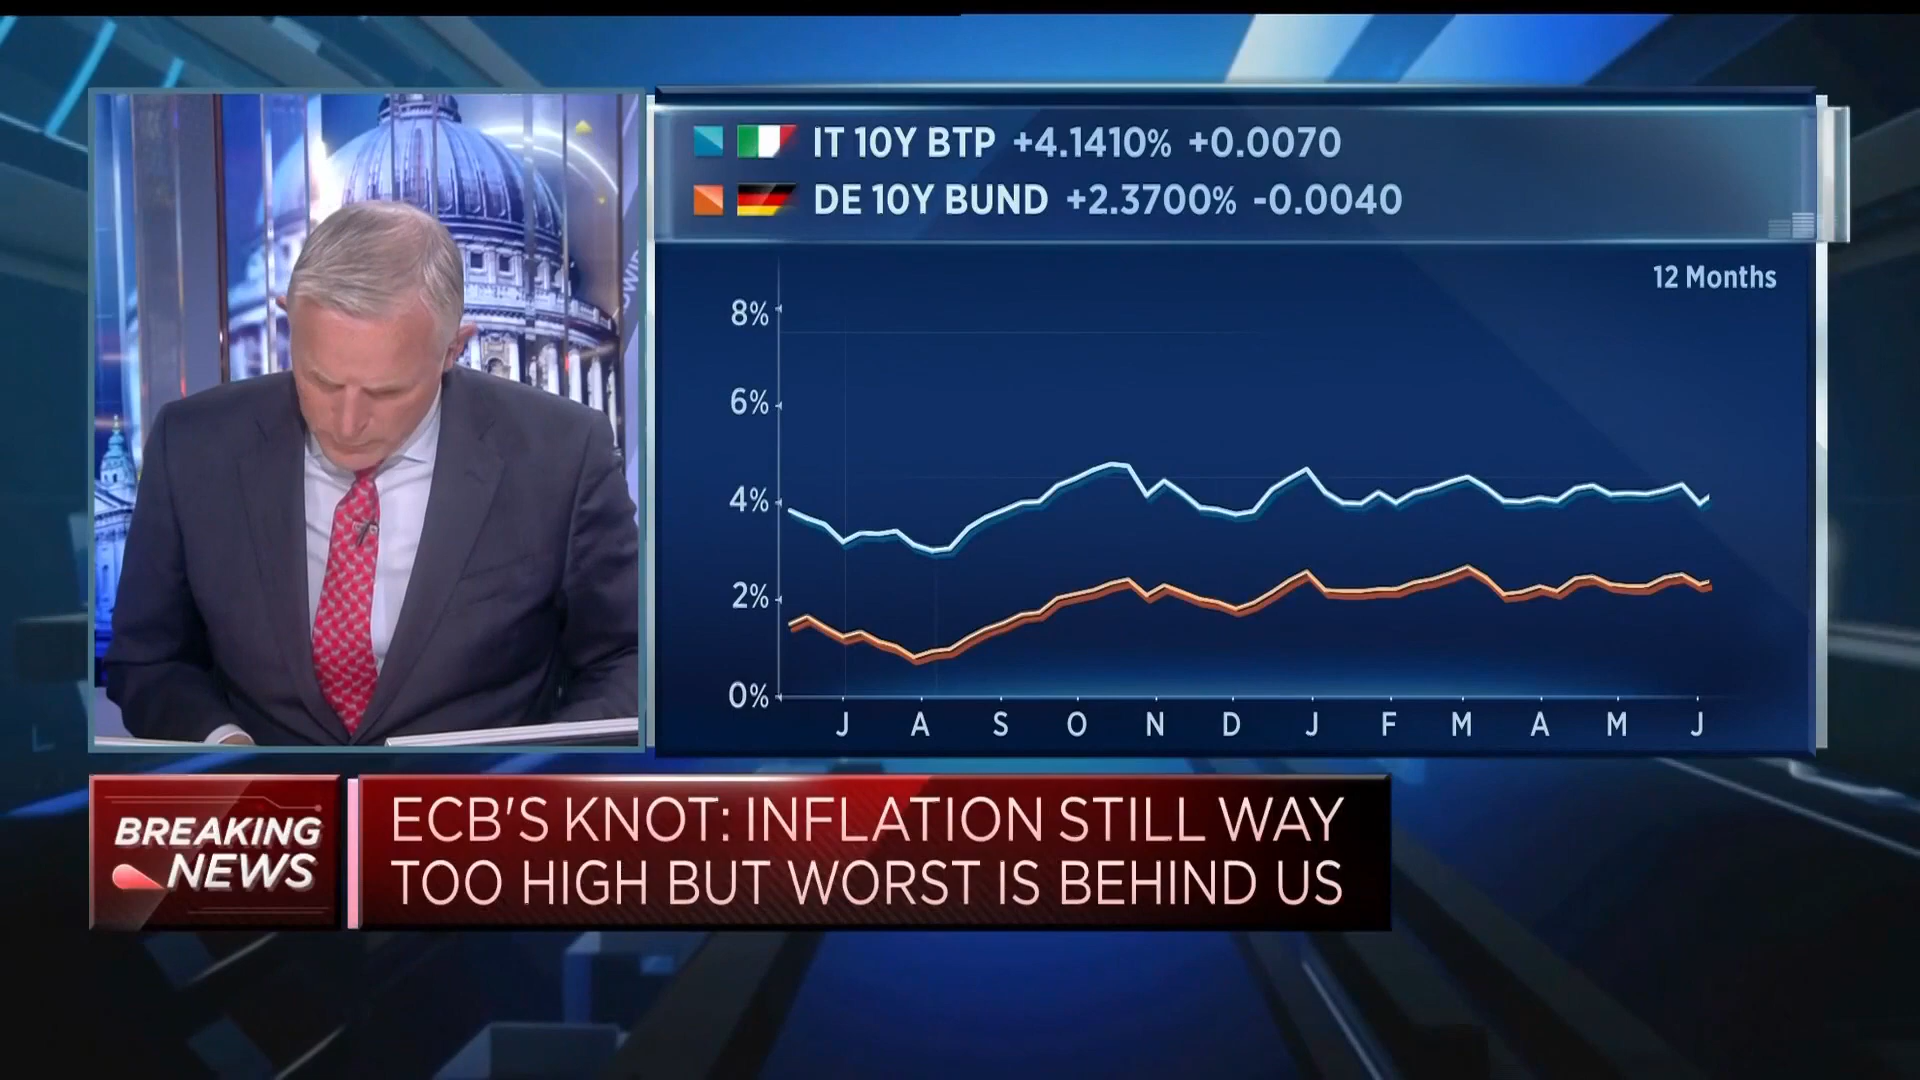 IT 10Y BTP +4.1410% +0.0070
DE 10Y BUND +2.3700% -0.0040
12 Months
8%
6%
4%
2%
0%
J A S O N D J F M A M J
BREAKING
NEWS
ECB'S KNOT: INFLATION STILL WAY
TOO HIGH BUT WORST IS BEHIND US